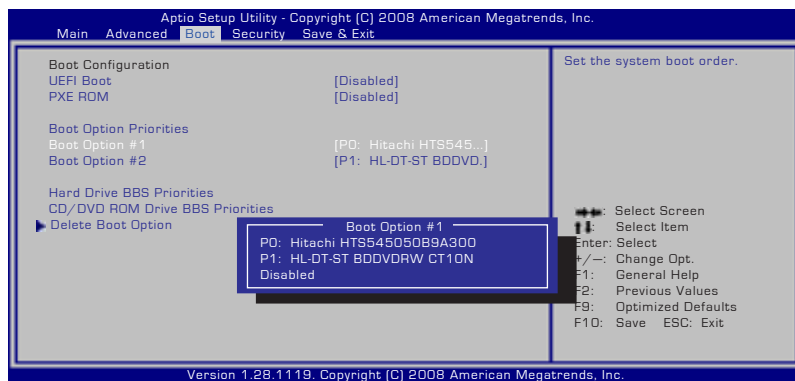 Aptio Setup Utility - Copyright (C) 2008 American Megatrends, Inc.
Main Advanced Boot Security Save & Exit
Boot Configuration
UEFI Boot [Disabled]
PXE ROM [Disabled]
Boot Option Priorities
Boot Option #1 [P0: Hitachi HTS545...]
Boot Option #2 [P1: HL-DT-ST BDDVD.]
Hard Drive BBS Priorities
CD/DVD ROM Drive BBS Priorities
Delete Boot Option
Boot Option #1
P0: Hitachi HTS545050B9A300
P1: HL-DT-ST BDDVDRW CT10N
Disabled
Set the system boot order.
: Select Screen
: Select Item
Enter: Select
+/—: Change Opt.
F1: General Help
F2: Previous Values
F9: Optimized Defaults
F10: Save ESC: Exit
Version 1.28.1119. Copyright (C) 2008 American Megatrends, Inc.